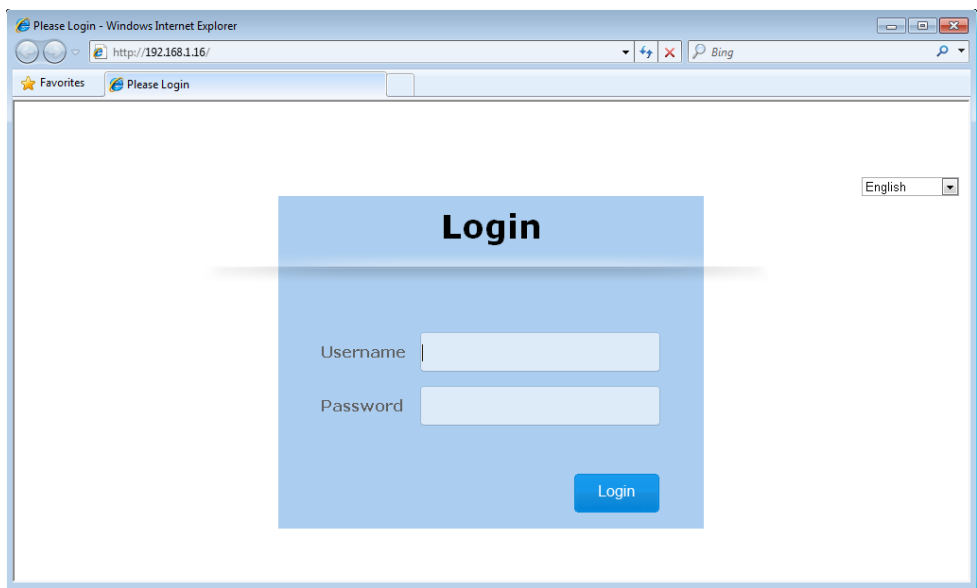 Please Login - Windows Internet Explorer
http://192.168.1.16/
Bing
Favorites
Please Login
English
Login
Username
Password
Login